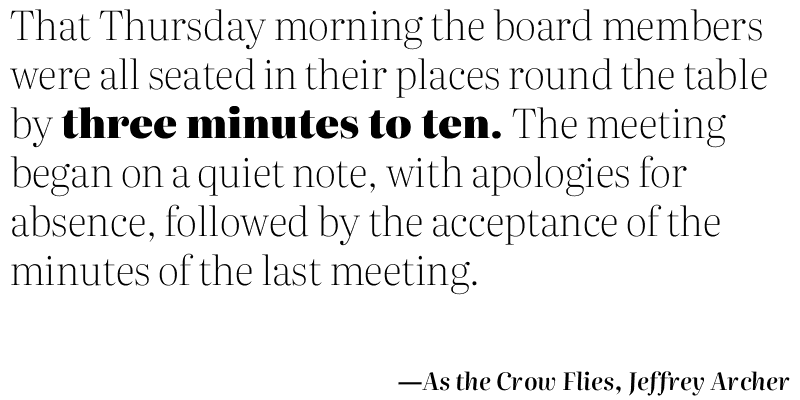 That Thursday morning the board members
were all seated in their places round the table
by three minutes to ten. The meeting
began on a quiet note, with apologies for
absence, followed by the acceptance of the
minutes of the last meeting.
—As the Crow Flies, Jeffrey Archer